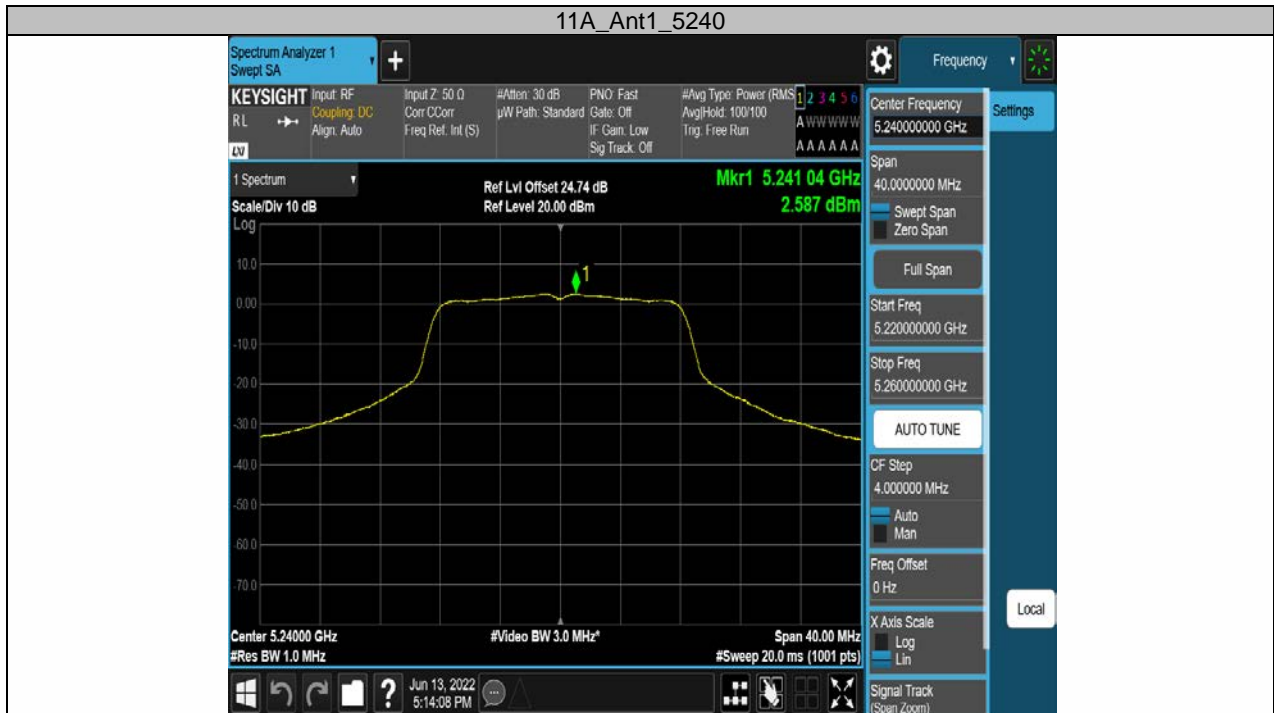 11A_Ant1_5240
Spectrum Analyzer 1
Swept SA
+
Frequency
KEYSIGHT
RL
LXI
Input: RF
Coupling: DC
Align: Auto
Input Z: 50 Ω
Corr CCorr
Freq Ref: Int (S)
#Atten: 30 dB
µW Path: Standard
PNO: Fast
Gate: Off
IF Gain: Low
Sig Track: Off
#Avg Type: Power (RMS
Avg|Hold: 100/100
Trig: Free Run
1 2 3 4 5 6
A W W W W W
A A A A A A
Center Frequency
5.240000000 GHz
Settings
Span
40.0000000 MHz
Swept Span
Zero Span
Full Span
Start Freq
5.220000000 GHz
Stop Freq
5.260000000 GHz
AUTO TUNE
CF Step
4.000000 MHz
Auto
Man
Freq Offset
0 Hz
X Axis Scale
Log
Lin
Signal Track
(Span Zoom)
Local
1 Spectrum
Scale/Div 10 dB
Log
Ref Lvl Offset 24.74 dB
Ref Level 20.00 dBm
Mkr1 5.241 04 GHz
2.587 dBm
1
10.0
0.00
-10.0
-20.0
-30.0
-40.0
-50.0
-60.0
-70.0
Center 5.24000 GHz
#Res BW 1.0 MHz
#Video BW 3.0 MHz*
Span 40.00 MHz
#Sweep 20.0 ms (1001 pts)
?
Jun 13, 2022
5:14:08 PM